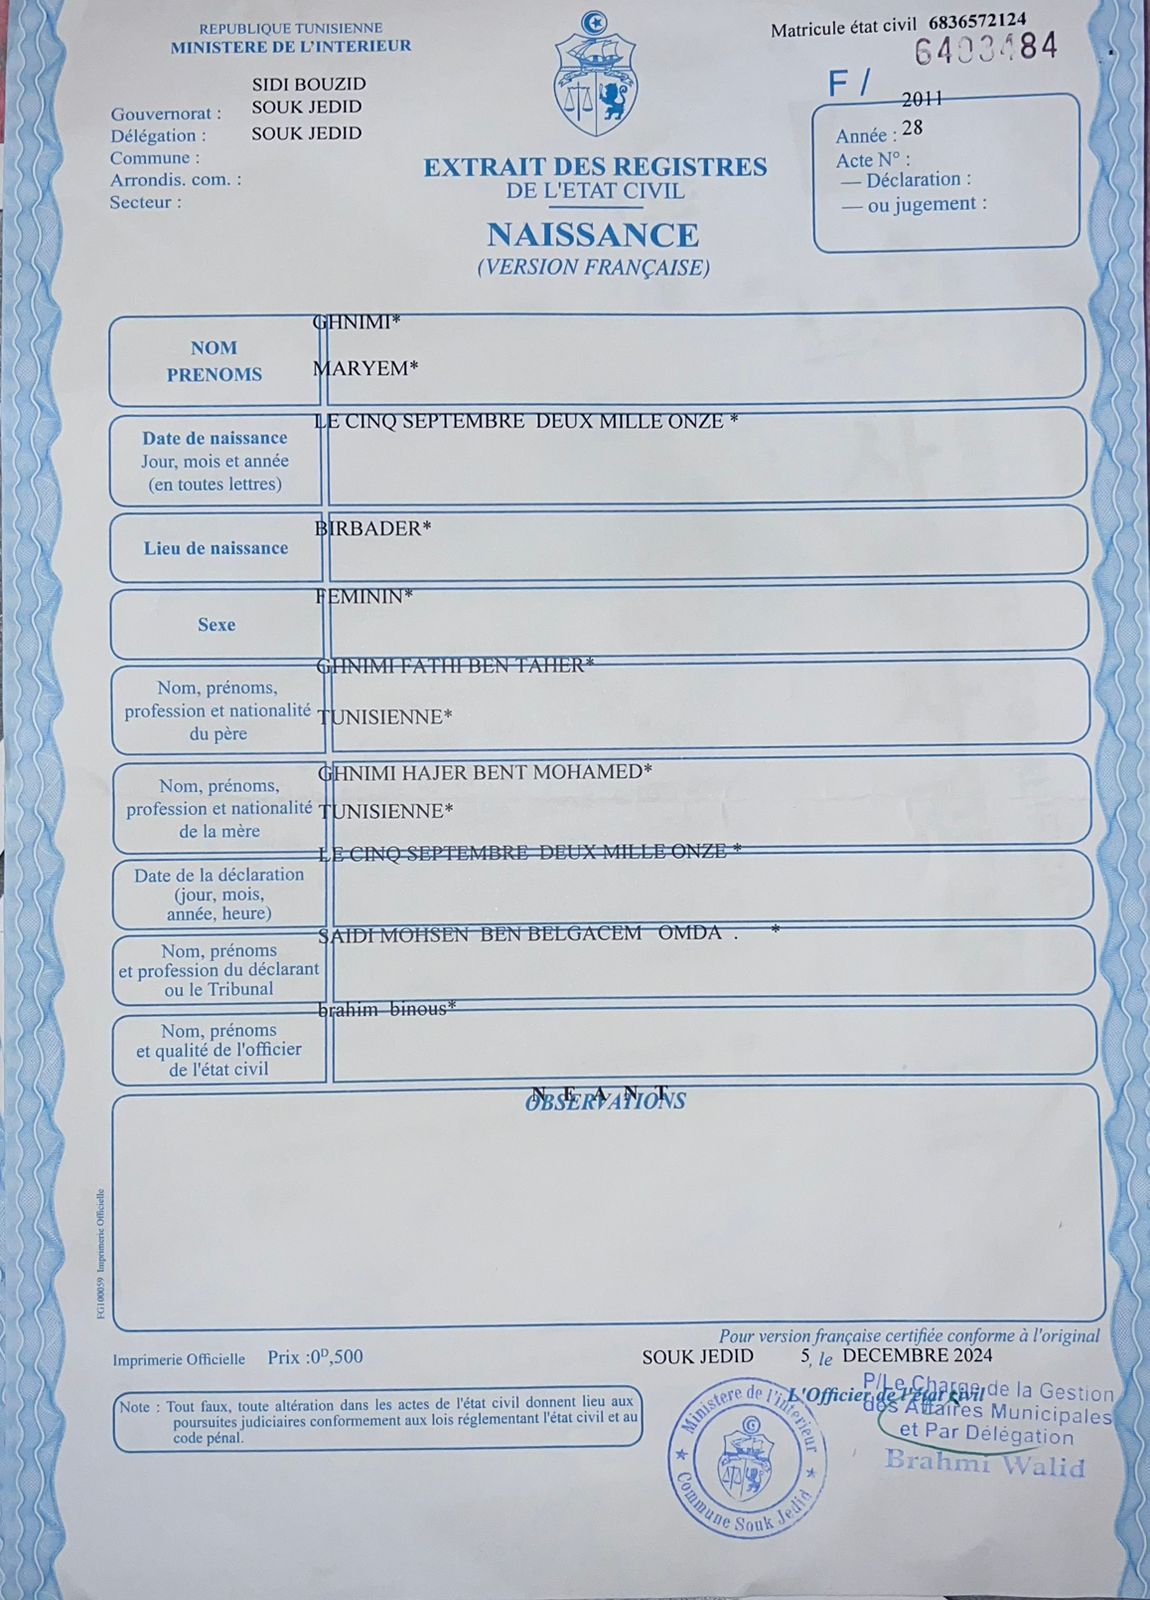 REPUBLIQUE TUNISIENNE
MINISTERE DE L'INTERIEUR
Matricule état civil 6836572124
6403484
F /
SIDI BOUZID
Gouvernorat : SOUK JEDID
Délégation : SOUK JEDID
Commune :
Arrondis. com. :
Secteur :
2011
Année : 28
Acte N° :
— Déclaration :
— ou jugement :
EXTRAIT DES REGISTRES
DE L'ETAT CIVIL
NAISSANCE
(VERSION FRANÇAISE)
GHNIMI*
NOM
PRENOMS
MARYEM*
LE CINQ SEPTEMBRE DEUX MILLE ONZE *
Date de naissance
Jour, mois et année
(en toutes lettres)
BIRBADER*
Lieu de naissance
FEMININ*
Sexe
GHNIMI FATHI BEN TAHER*
Nom, prénoms,
profession et nationalité
du père
TUNISIENNE*
GHNIMI HAJER BENT MOHAMED*
Nom, prénoms,
profession et nationalité
de la mère
TUNISIENNE*
LE CINQ SEPTEMBRE DEUX MILLE ONZE *
Date de la déclaration
(jour, mois,
année, heure)
SAIDI MOHSEN BEN BELGACEM OMDA . *
Nom, prénoms
et profession du déclarant
ou le Tribunal
brahim binous*
Nom, prénoms
et qualité de l'officier
de l'état civil
N E A N T
OBSERVATIONS
FG100059 Imprimerie Officielle
Pour version française certifiée conforme à l'original
Imprimerie Officielle Prix :0D,500
SOUK JEDID 5, le DECEMBRE 2024
L'Officier de l'état civil
P/Le Charge de la Gestion
des Affaires Municipales
et Par Délégation
Brahmi Walid
Note : Tout faux, toute altération dans les actes de l'état civil donnent lieu aux
poursuites judiciaires conformement aux lois réglementant l'état civil et au
code pénal.
Ministere de l'interieur
Commune Souk Jedid